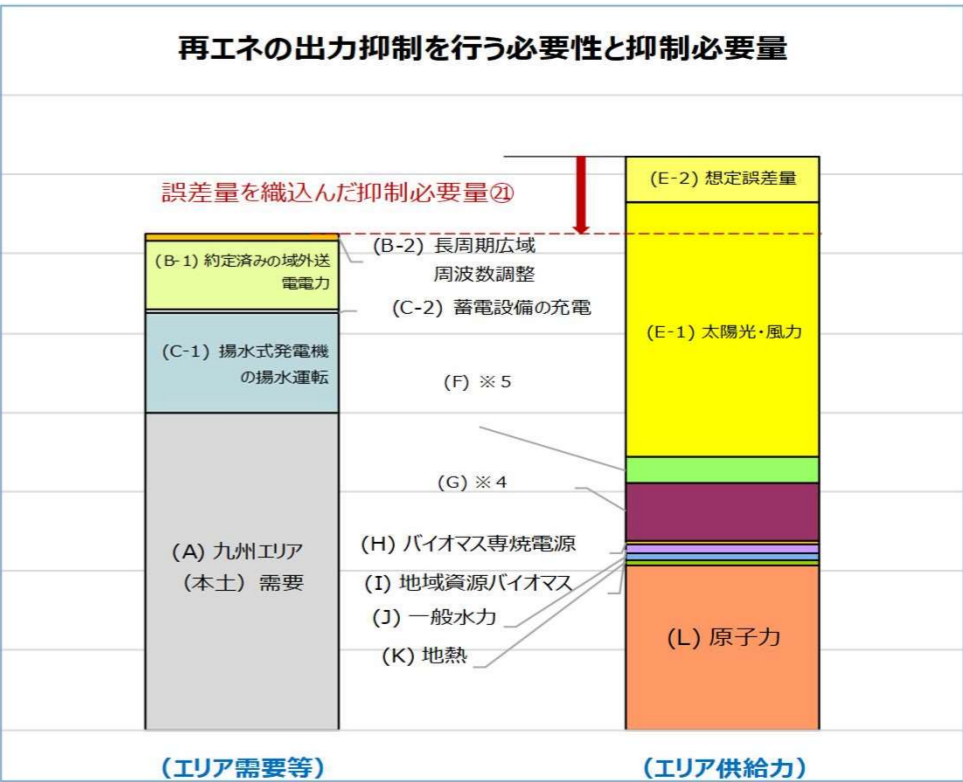 再エネの出力抑制を行う必要性と抑制必要量
誤差量を織込んだ抑制必要量㉑
(B-2) 長周期広域
周波数調整
(B-1) 約定済みの域外送
電電力
(C-2) 蓄電設備の充電
(C-1) 揚水式発電機
の揚水運転
(A) 九州エリア
（本土）需要
(E-2) 想定誤差量
(E-1) 太陽光・風力
(F) ※5
(G) ※4
(H) バイオマス専焼電源
(I) 地域資源バイオマス
(J) 一般水力
(K) 地熱
(L) 原子力
（エリア需要等）
（エリア供給力）